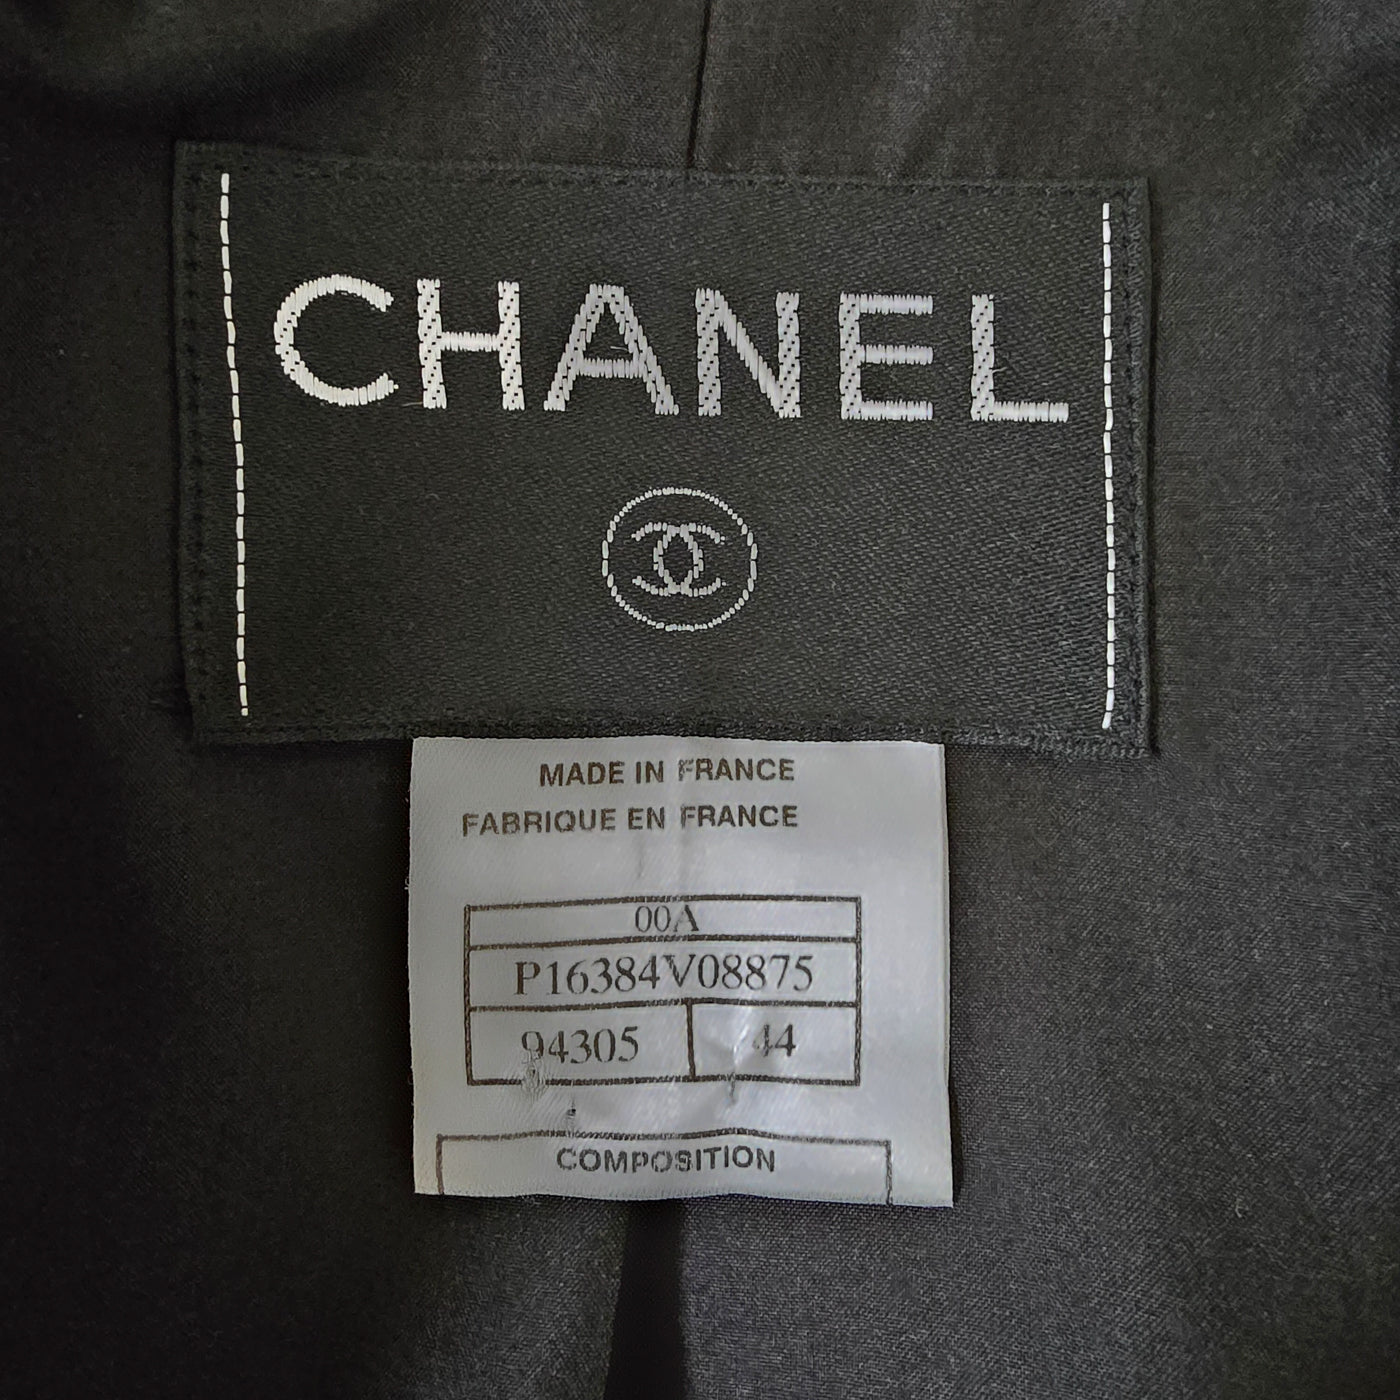 CHANEL
MADE IN FRANCE
FABRIQUE EN FRANCE
00A
P16384V08875
94305 44
COMPOSITION